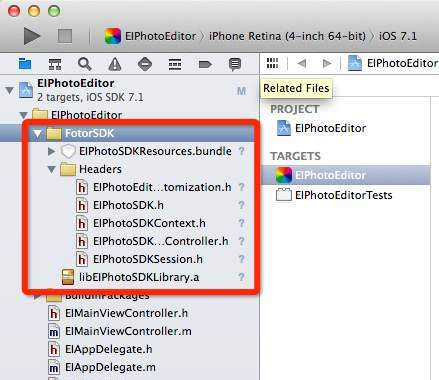 EIPhotoEditor 〉 iPhone Retina (4-inch 64-bit) 〉 iOS 7.1
EIPhotoEditor
2 targets, iOS SDK 7.1
M
EIPhotoEditor
FotorSDK
EIPhotoSDKResources.bundle ?
Headers
EIPhotoEdit...tomization.h ?
EIPhotoSDK.h ?
EIPhotoSDKContext.h ?
EIPhotoSDK...Controller.h ?
EIPhotoSDKSession.h ?
libEIPhotoSDKLibrary.a ?
BuildinPackages
EIMainViewController.h
EIMainViewController.m
EIAppDelegate.h
EIAppDelegate.m
EIPhotoEditor
Related Files
PROJECT
EIPhotoEditor
TARGETS
EIPhotoEditor
EIPhotoEditorTests